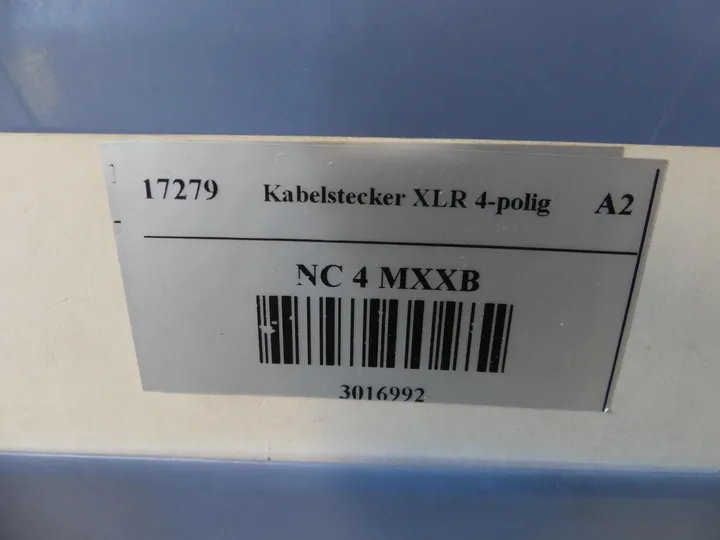 17279 Kabelstecker XLR 4-polig A2
NC 4 MXXB
3016992